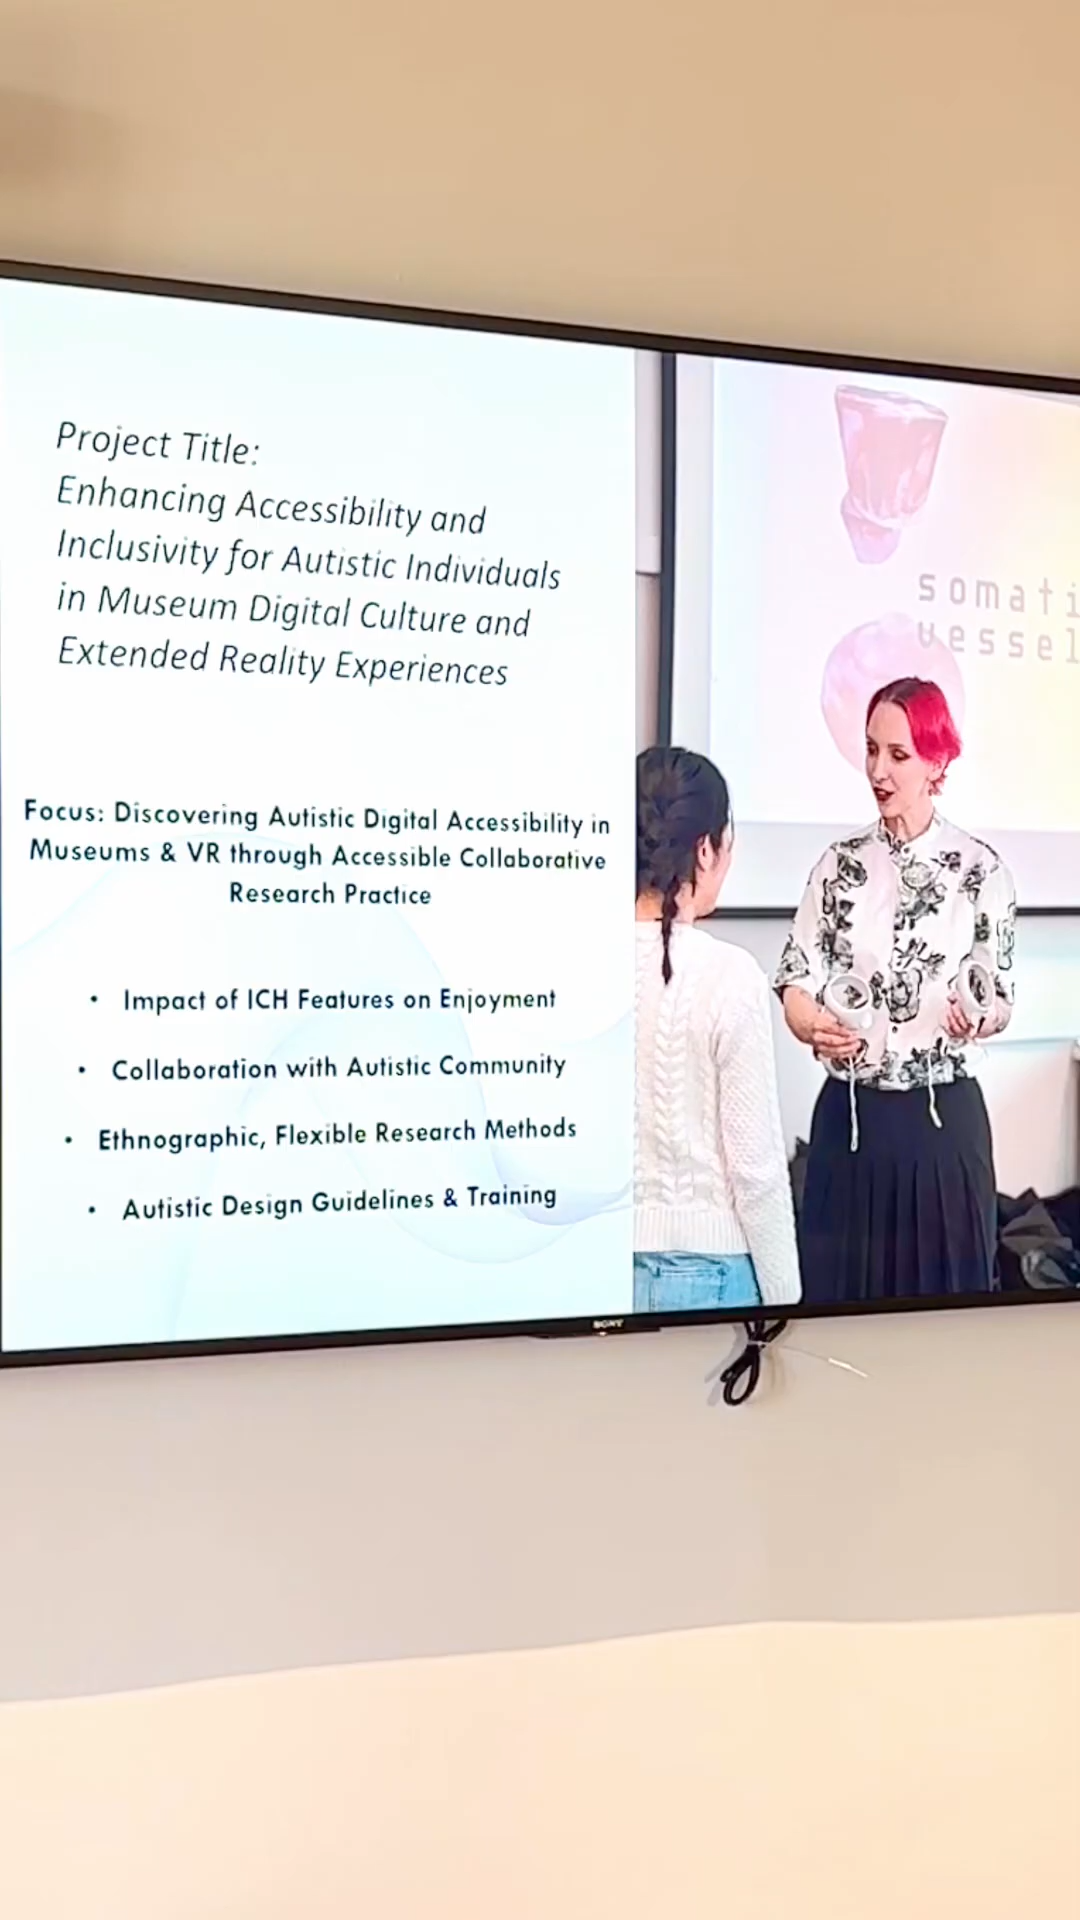 Project Title:
Enhancing Accessibility and
Inclusivity for Autistic Individuals
in Museum Digital Culture and
Extended Reality Experiences
Focus: Discovering Autistic Digital Accessibility in
Museums & VR through Accessible Collaborative
Research Practice
• Impact of ICH Features on Enjoyment
• Collaboration with Autistic Community
• Ethnographic, Flexible Research Methods
• Autistic Design Guidelines & Training
somati
vessel
SONY